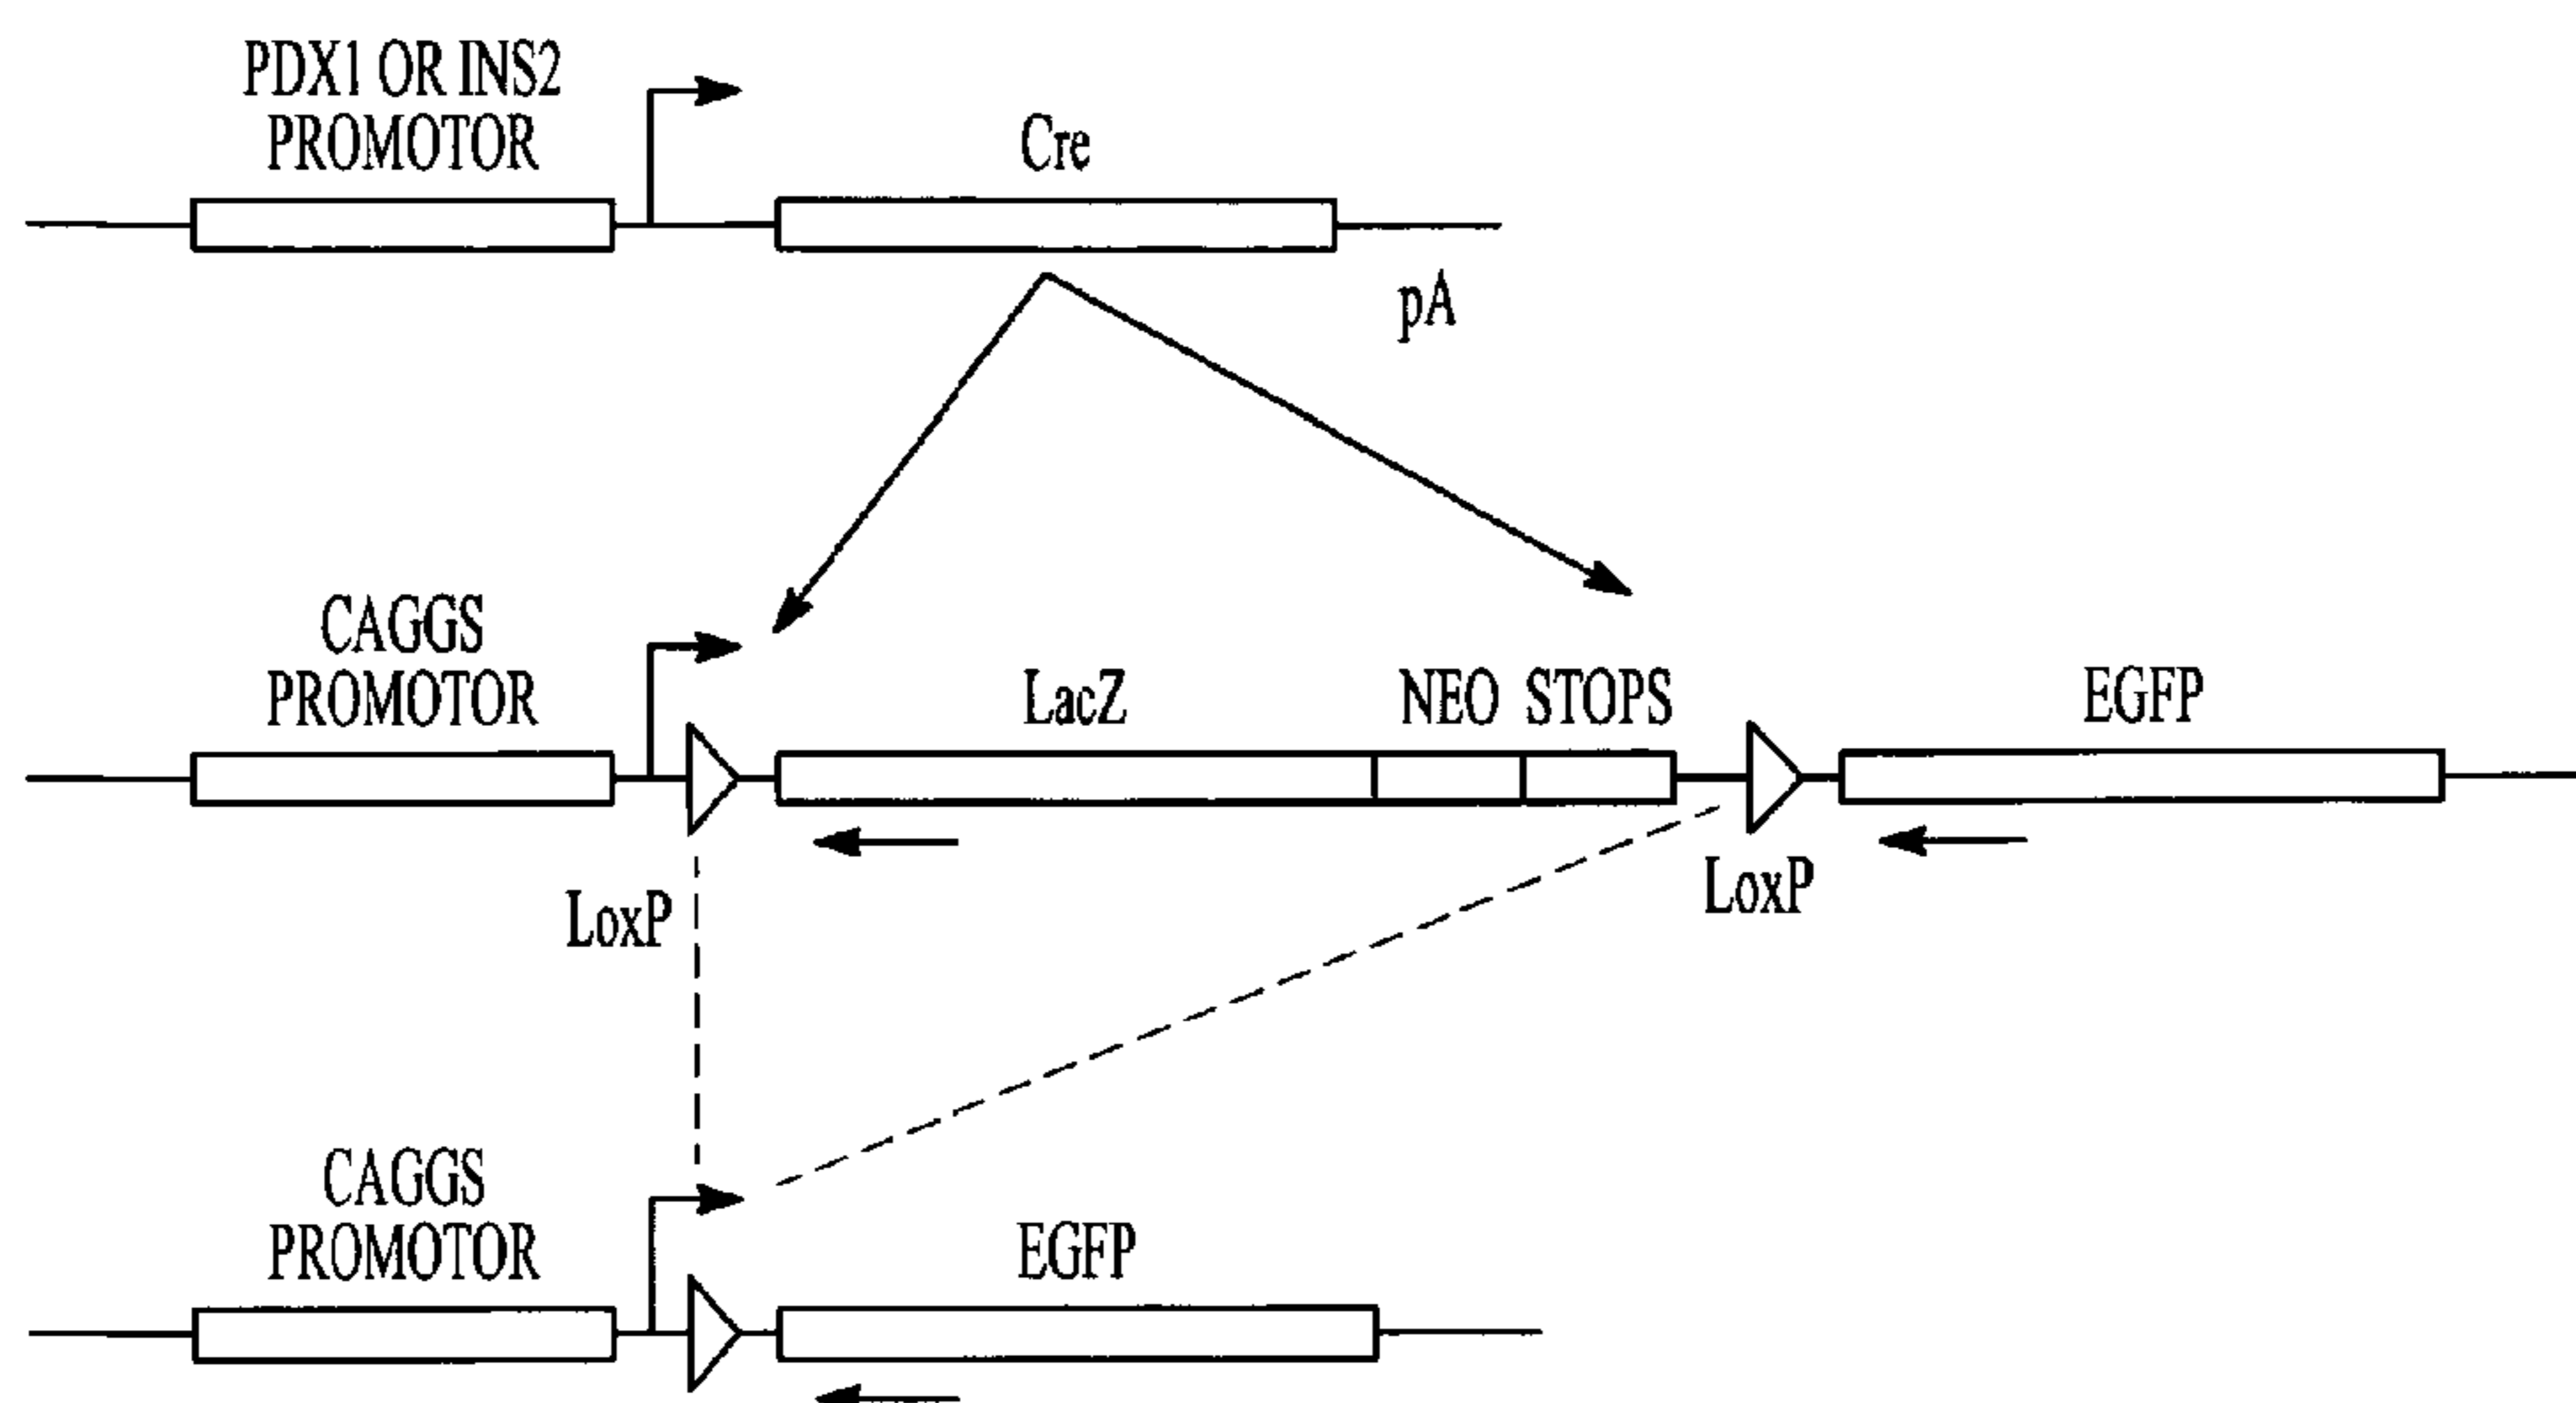 PDX1 OR INS2
PROMOTOR
Cre
pA
CAGGS
PROMOTOR
LacZ
NEO STOPS
EGFP
LoxP
LoxP
CAGGS
PROMOTOR
EGFP